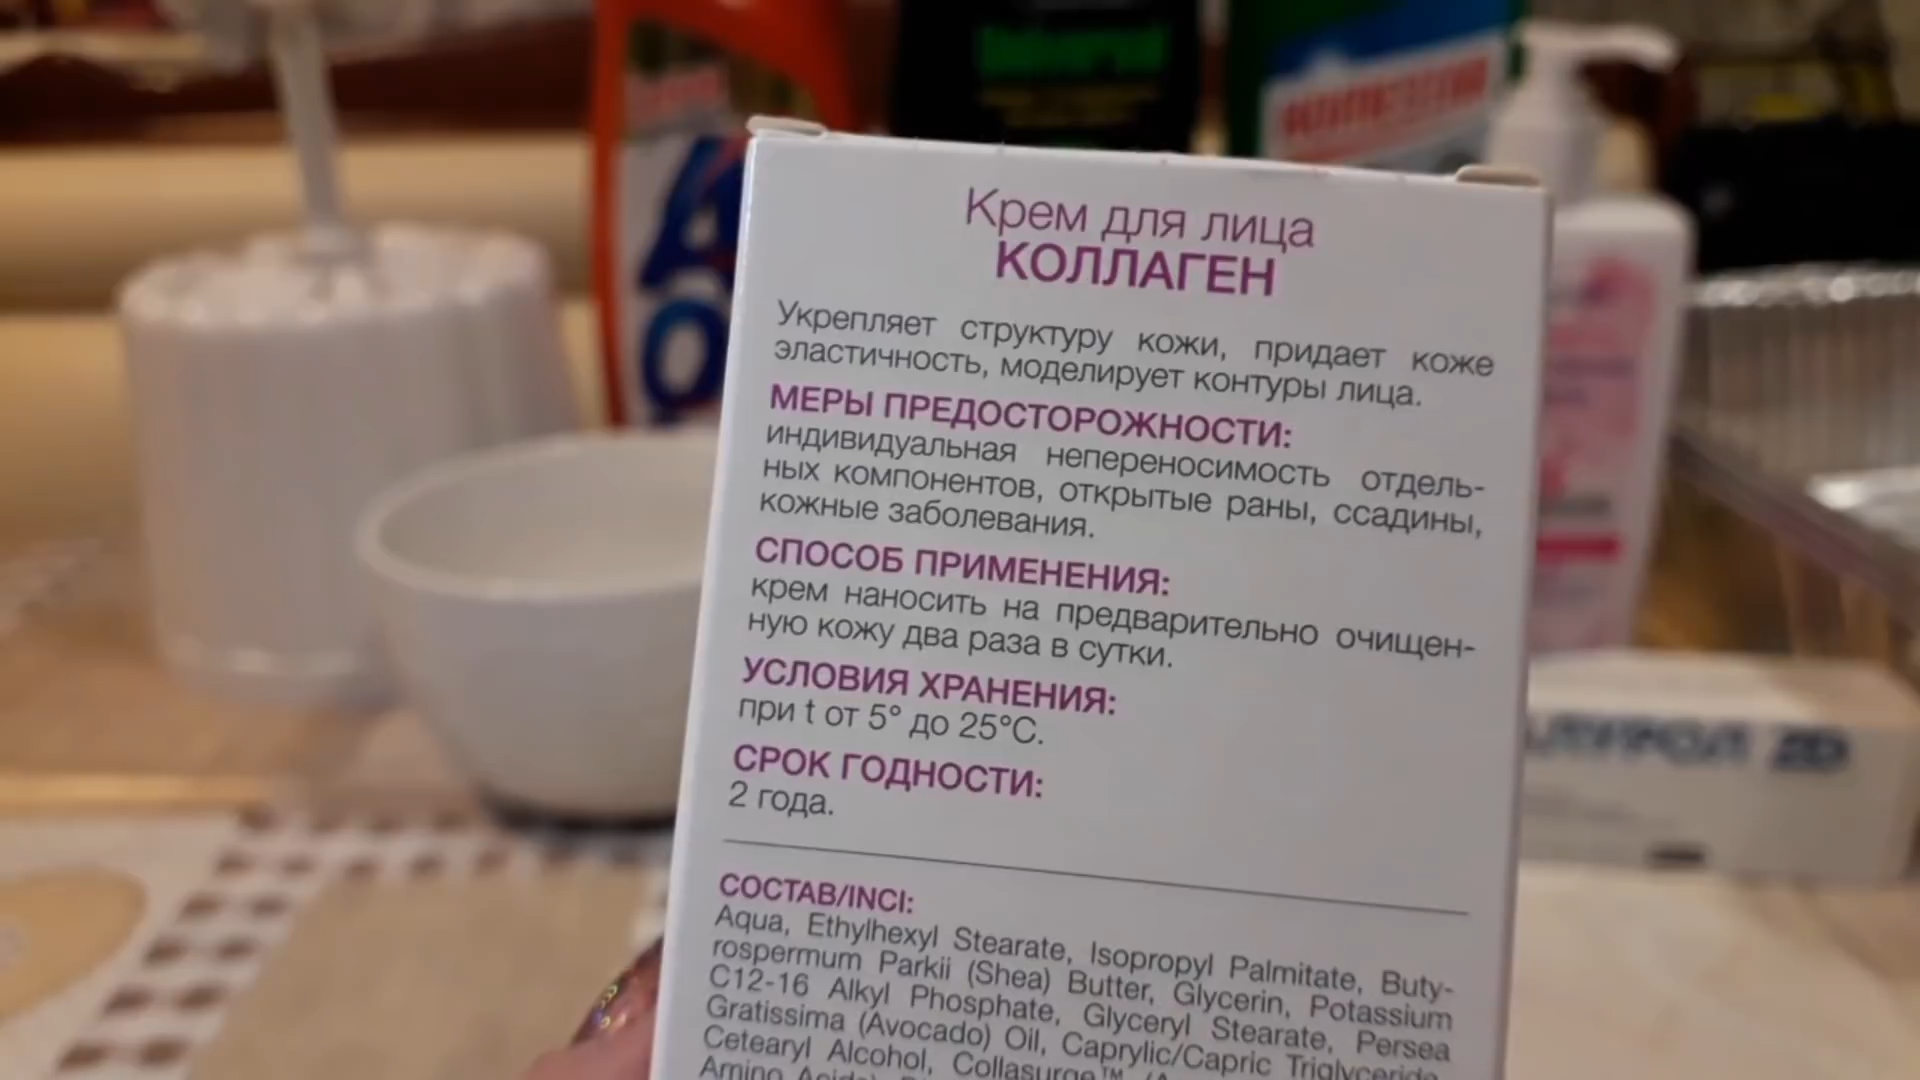 Крем для лица
КОЛЛАГЕН
Укрепляет структуру кожи, придает коже
эластичность, моделирует контуры лица.
МЕРЫ ПРЕДОСТОРОЖНОСТИ:
индивидуальная непереносимость отдель-
ных компонентов, открытые раны, ссадины,
кожные заболевания.
СПОСОБ ПРИМЕНЕНИЯ:
крем наносить на предварительно очищен-
ную кожу два раза в сутки.
УСЛОВИЯ ХРАНЕНИЯ:
при t от 5° до 25°C.
СРОК ГОДНОСТИ:
2 года.
СОСТАВ/INCI:
Aqua, Ethylhexyl Stearate, Isopropyl Palmitate, Buty-
rospermum Parkii (Shea) Butter, Glycerin, Potassium
C12-16 Alkyl Phosphate, Glyceryl Stearate, Persea
Gratissima (Avocado) Oil, Caprylic/Capric Triglyceride,
Cetearyl Alcohol, Collasurge™
Amino